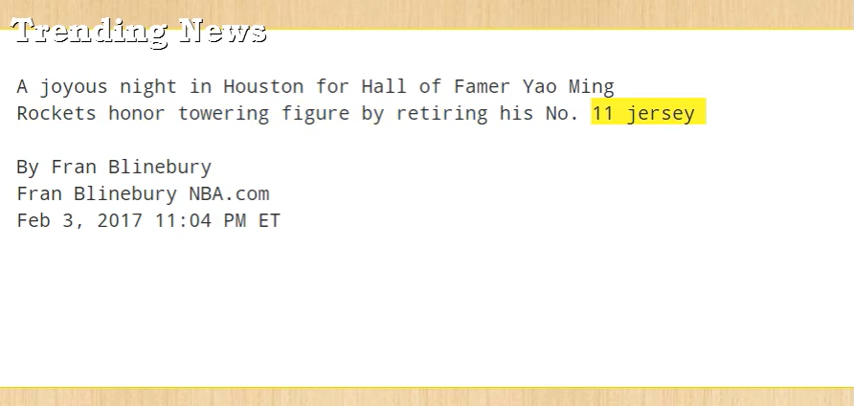 Trending News
A joyous night in Houston for Hall of Famer Yao Ming
Rockets honor towering figure by retiring his No. 11 jersey
By Fran Blinebury
Fran Blinebury NBA.com
Feb 3, 2017 11:04 PM ET